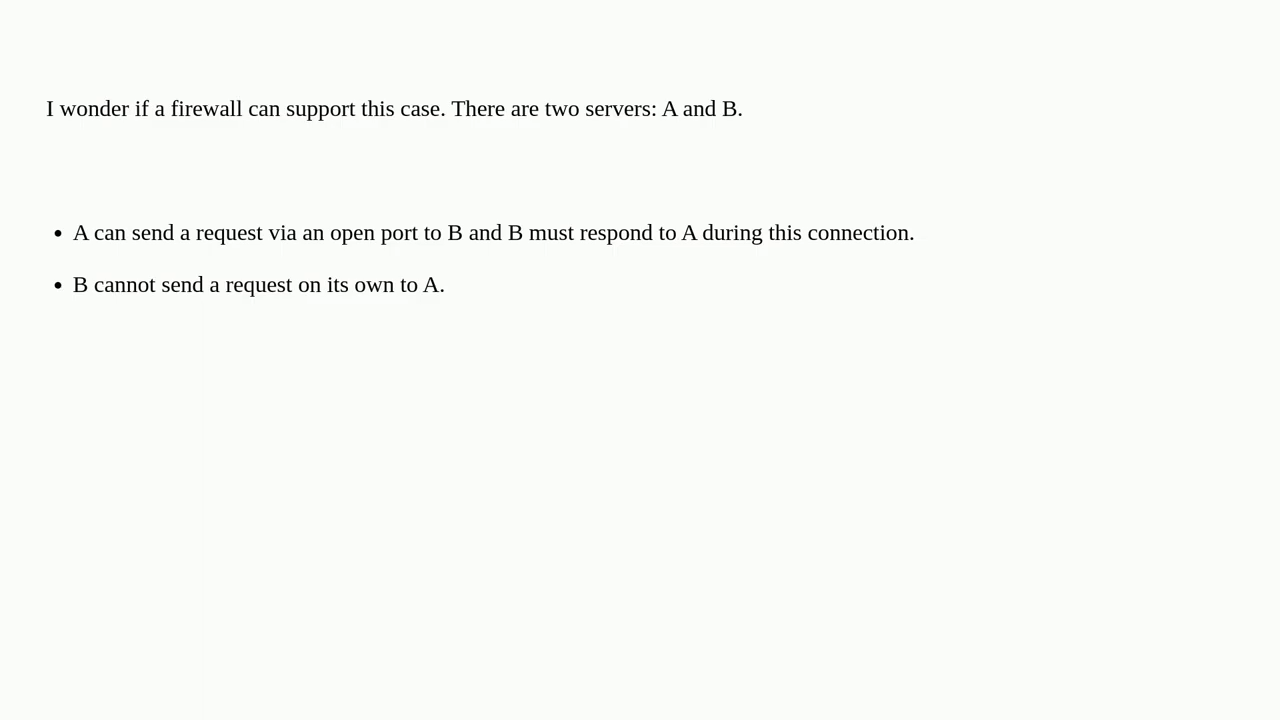 I wonder if a firewall can support this case. There are two servers: A and B.
• A can send a request via an open port to B and B must respond to A during this connection.
• B cannot send a request on its own to A.